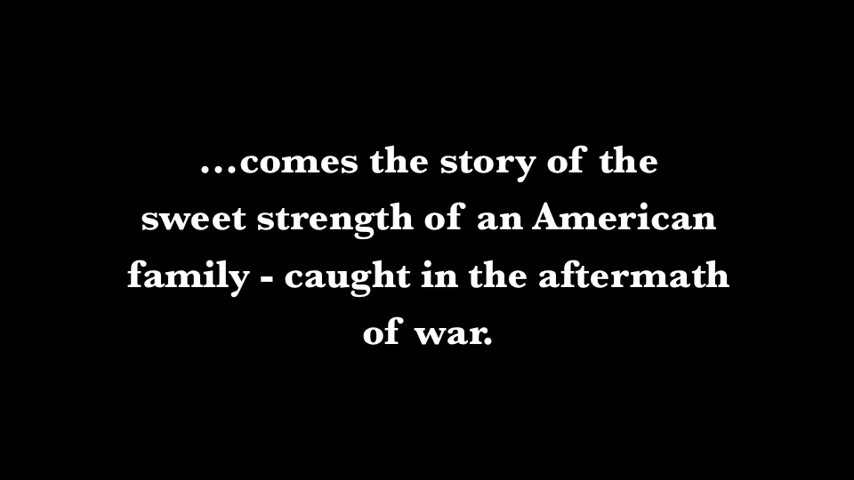 ...comes the story of the
sweet strength of an American
family - caught in the aftermath
of war.